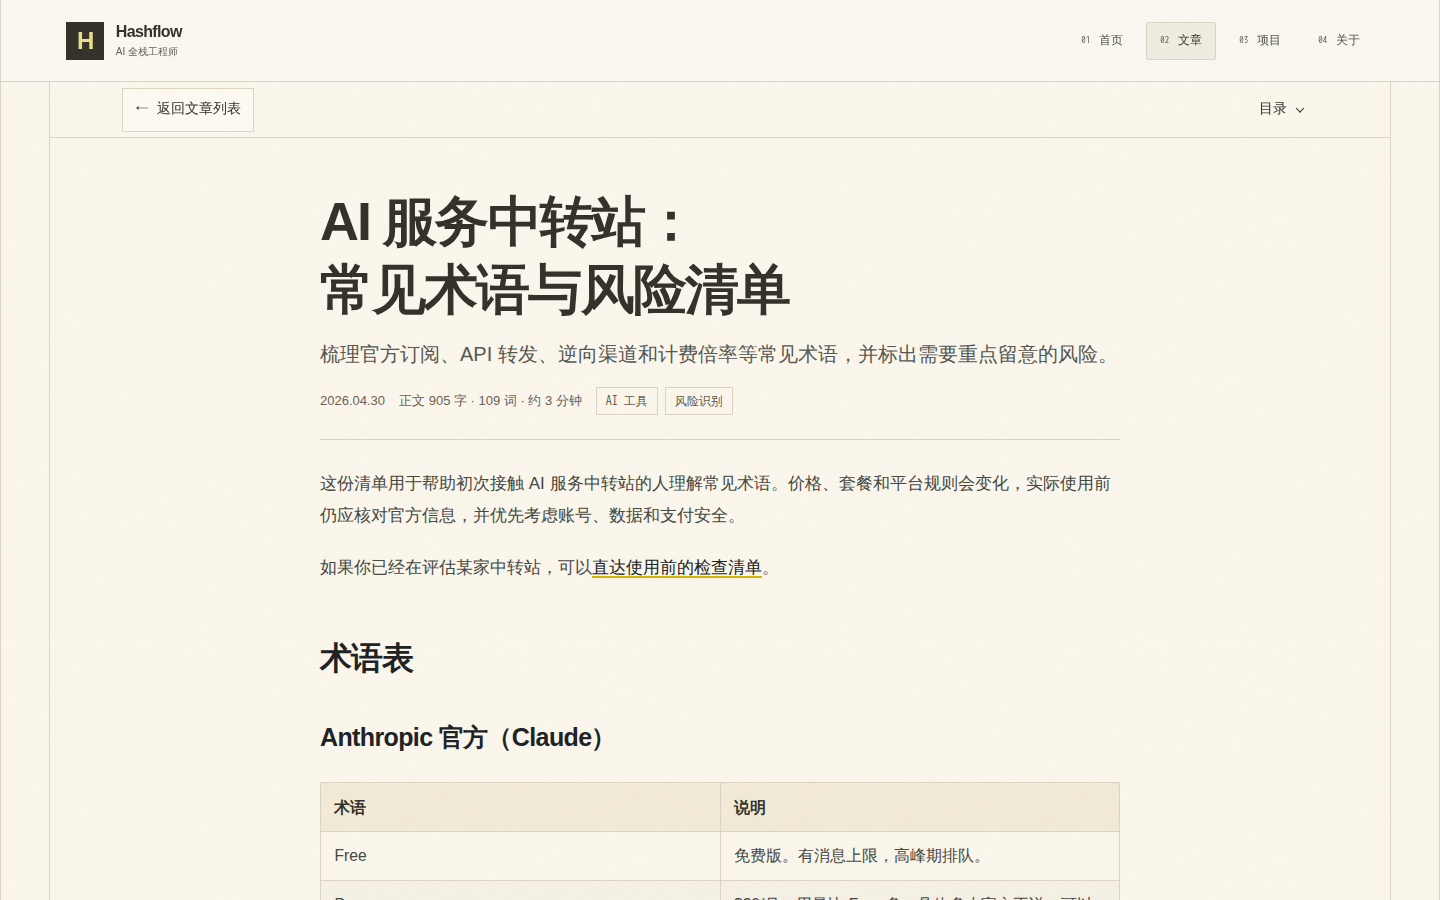 H
Hashflow
AI 全栈工程师
01 首页
02 文章
03 项目
04 关于
← 返回文章列表
目录
AI 服务中转站：
常见术语与风险清单
梳理官方订阅、API 转发、逆向渠道和计费倍率等常见术语，并标出需要重点留意的风险。
2026.04.30 正文 905 字 · 109 词 · 约 3 分钟 AI 工具 风险识别
这份清单用于帮助初次接触 AI 服务中转站的人理解常见术语。价格、套餐和平台规则会变化，实际使用前
仍应核对官方信息，并优先考虑账号、数据和支付安全。
如果你已经在评估某家中转站，可以直达使用前的检查清单。
术语表
Anthropic 官方（Claude）
术语 说明
Free 免费版。有消息上限，高峰期排队。